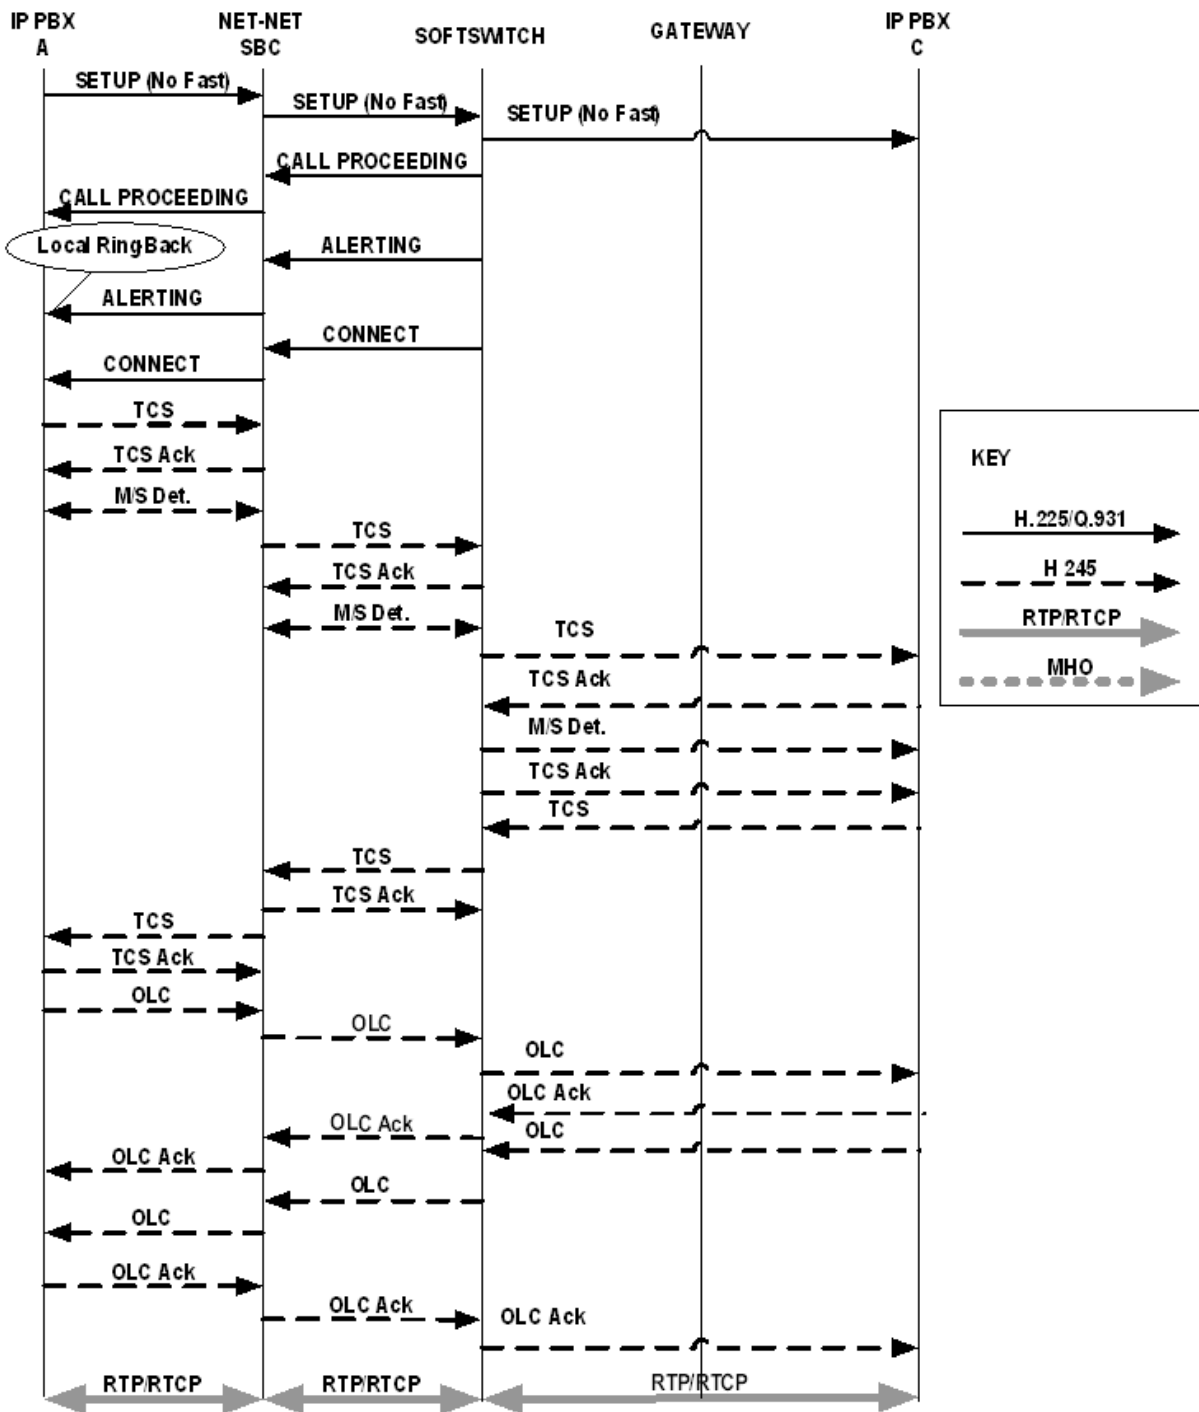 IP PBX
A
NET-NET
SBC
SOFTSWITCH
GATEWAY
IP PBX
C
SETUP (No Fast)
SETUP (No Fast)
SETUP (No Fast)
CALL PROCEEDING
CALL PROCEEDING
Local Ring Back
ALERTING
ALERTING
CONNECT
CONNECT
TCS
TCS Ack
M/S Det.
TCS
TCS Ack
M/S Det.
TCS
TCS Ack
M/S Det.
TCS Ack
TCS
TCS
TCS Ack
TCS
TCS Ack
OLC
OLC
OLC
OLC Ack
OLC Ack
OLC
OLC Ack
OLC
OLC
OLC Ack
OLC Ack
OLC Ack
RTP/RTCP
RTP/RTCP
RTP/RTCP
KEY
H.225/Q.931
H 245
RTP/RTCP
MHO